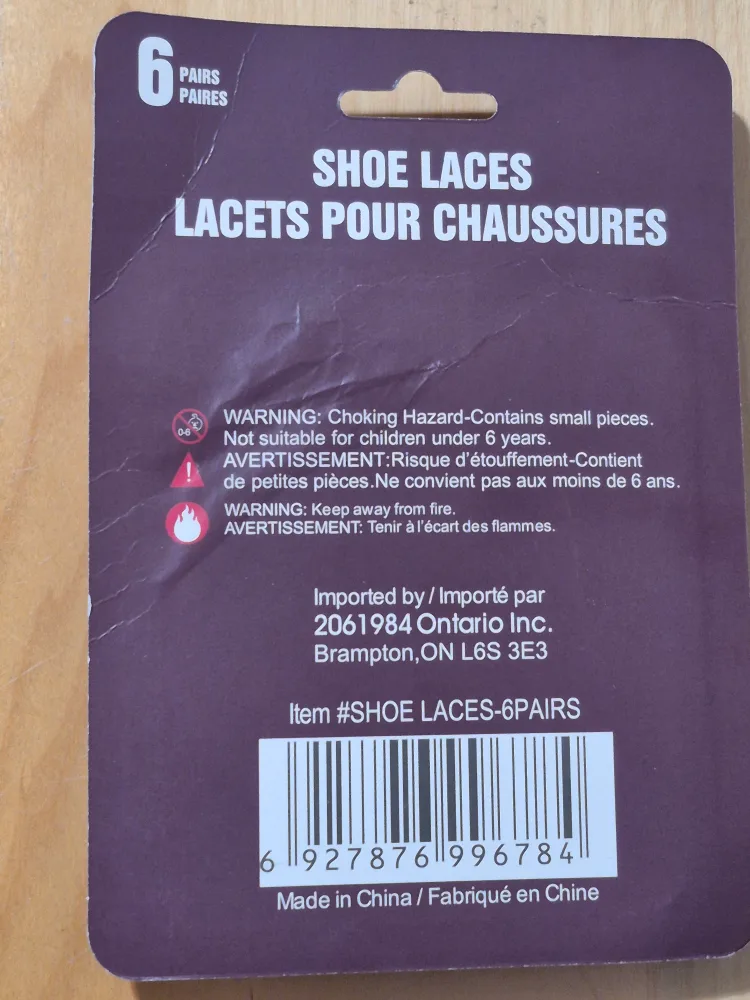 6 PAIRS
PAIRES
SHOE LACES
LACETS POUR CHAUSSURES
0-6
WARNING: Choking Hazard-Contains small pieces.
Not suitable for children under 6 years.
AVERTISSEMENT:Risque d'étouffement-Contient
de petites pièces.Ne convient pas aux moins de 6 ans.
WARNING: Keep away from fire.
AVERTISSEMENT: Tenir à l'écart des flammes.
Imported by / Importé par
2061984 Ontario Inc.
Brampton,ON L6S 3E3
Item #SHOE LACES-6PAIRS
6 927876 996784
Made in China / Fabriqué en Chine